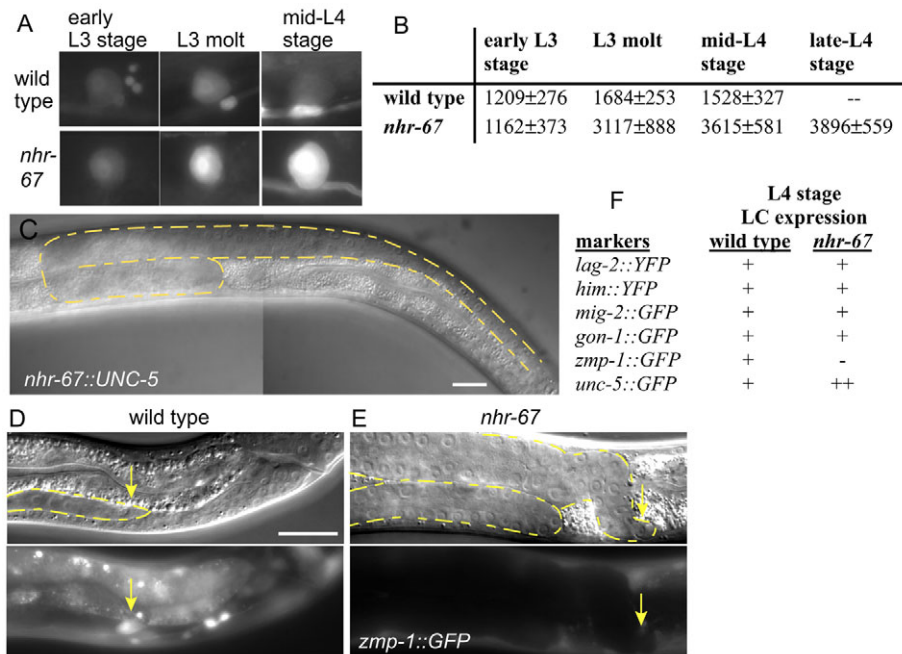 A
early
L3 stage
L3 molt
mid-L4
stage
wild
type
nhr-
67
B
early L3
stage
L3 molt
mid-L4
stage
late-L4
stage
wild type 1209±276 1684±253 1528±327 --
nhr-67 1162±373 3117±888 3615±581 3896±559
C
nhr-67::UNC-5
F
L4 stage
LC expression
markers wild type nhr-67
lag-2::YFP + +
him::YFP + +
mig-2::GFP + +
gon-1::GFP + +
zmp-1::GFP + -
unc-5::GFP + ++
D
wild type
E
nhr-67
zmp-1::GFP